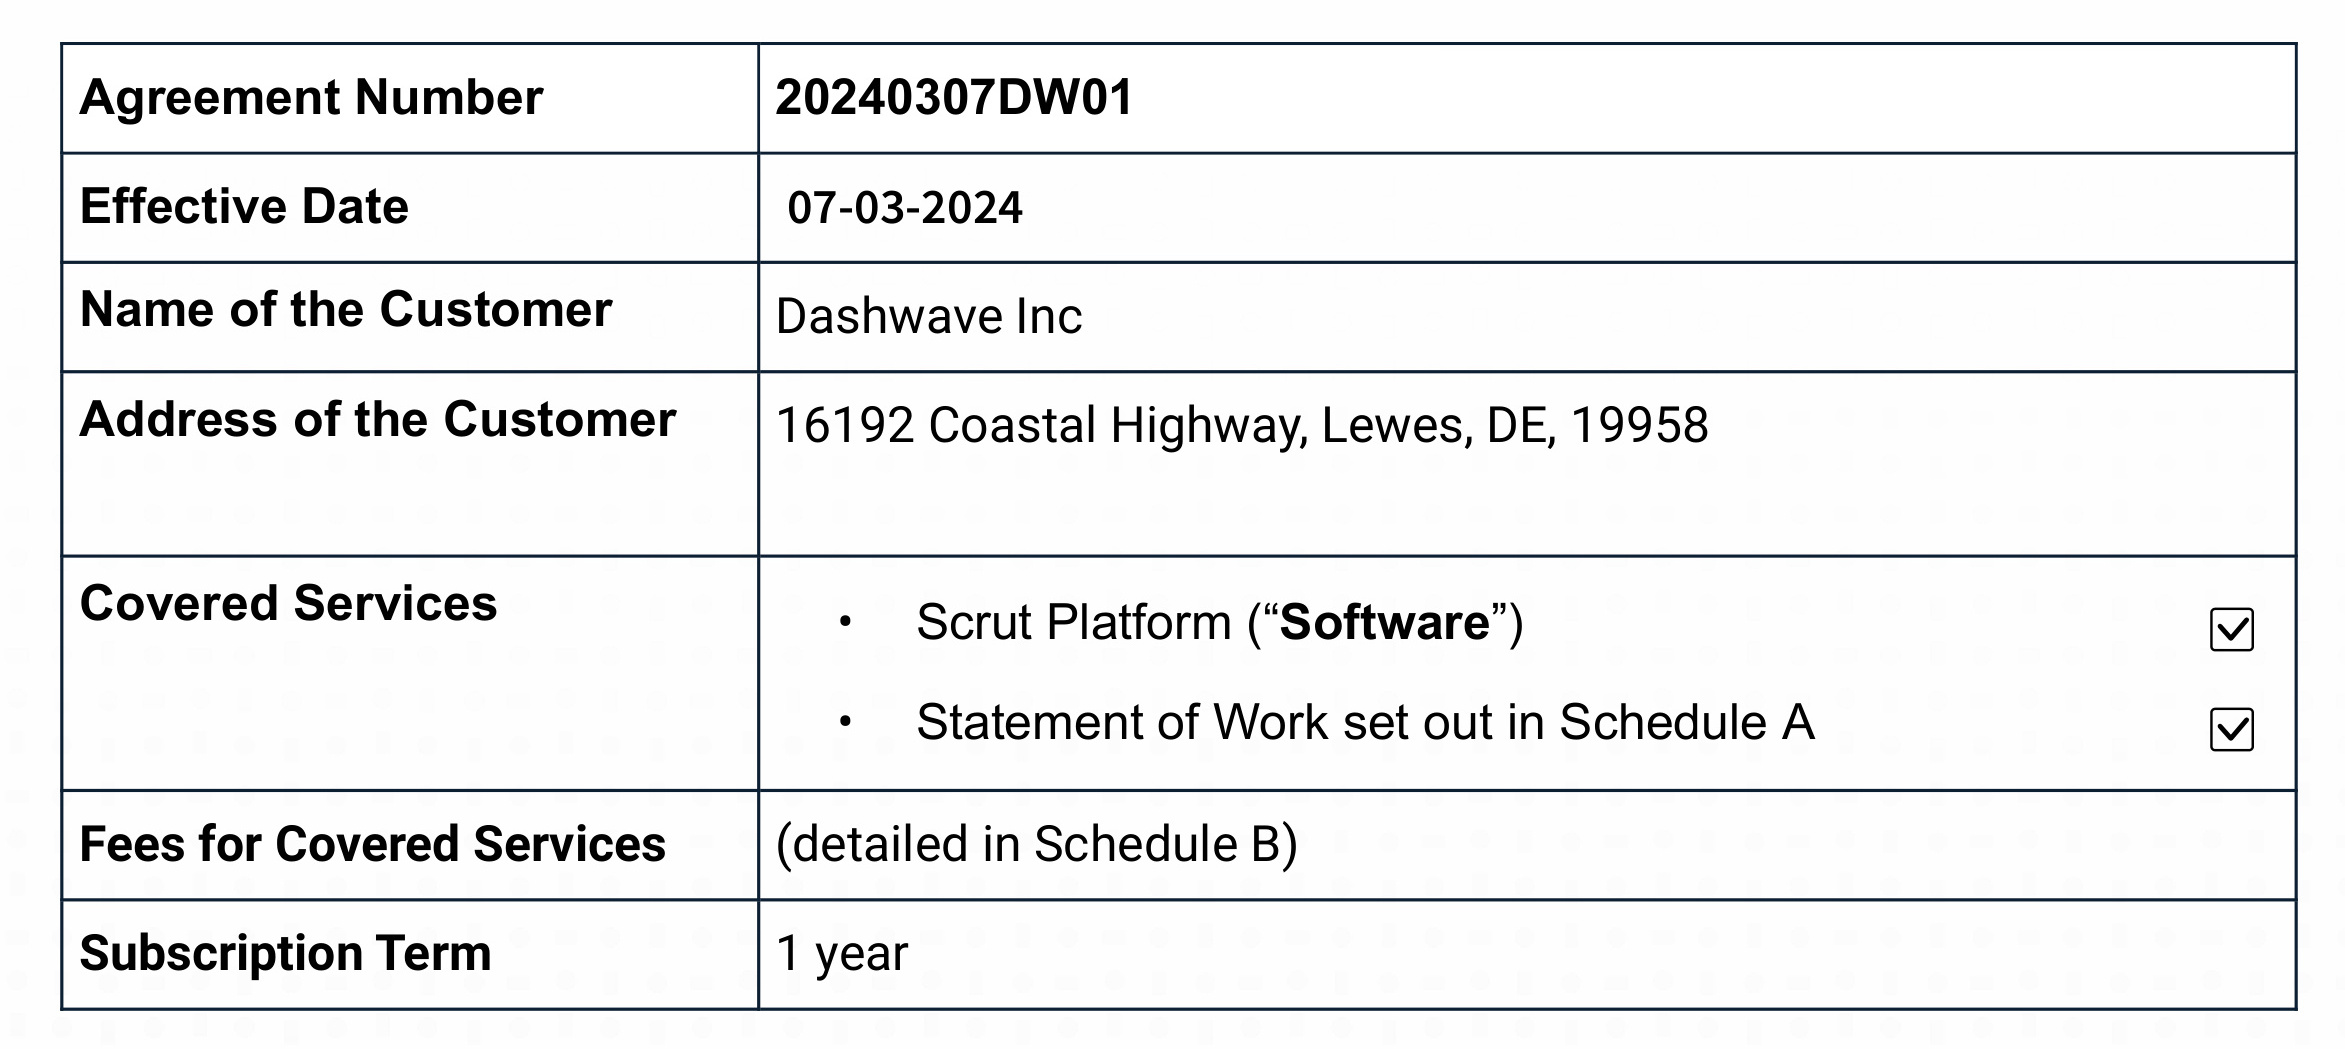 Agreement Number 20240307DW01
Effective Date 07-03-2024
Name of the Customer Dashwave Inc
Address of the Customer 16192 Coastal Highway, Lewes, DE, 19958
Covered Services • Scrut Platform (“Software”) ☑
• Statement of Work set out in Schedule A ☑
Fees for Covered Services (detailed in Schedule B)
Subscription Term 1 year